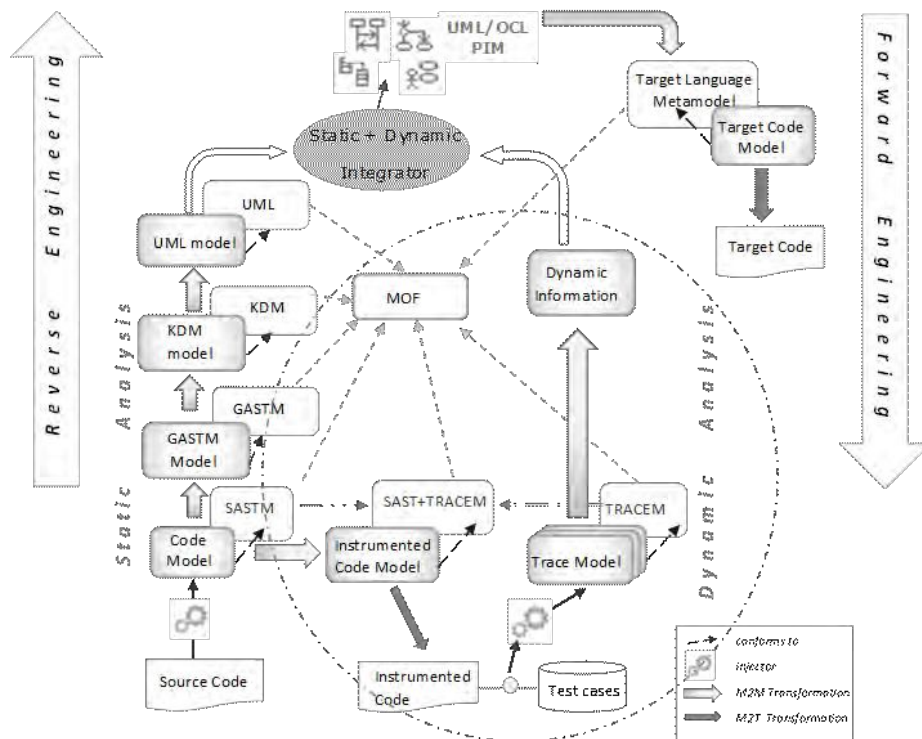 UML/OCL
PIM
Reverse Engineering
Forward Engineering
Target Language
Metamodel
Target Code
Model
Static + Dynamic
Integrator
UML
UML model
Target Code
Dynamic
Information
MOF
KDM
KDM
model
Static Analysis
Dynamic Analysis
GASTM
GASTM
Model
SASTM
SAST+TRACEM
TRACEM
Code
Model
Instrumented
Code Model
Trace Model
Source Code
Instrumented
Code
Test cases
conforms to
injector
M2M Transformation
M2T Transformation